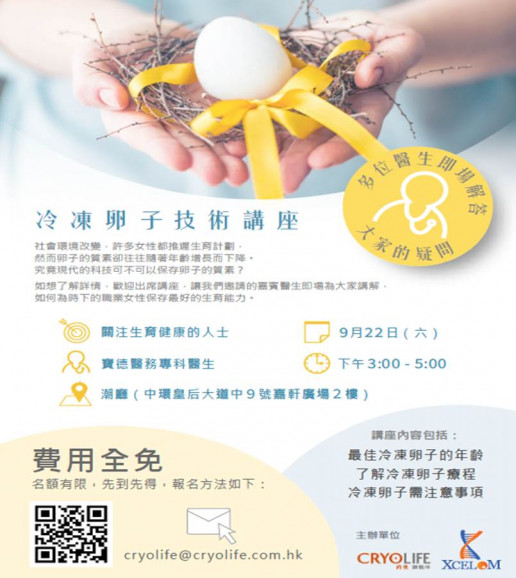 多位醫生即場解答
大家的疑問
冷凍卵子技術講座
社會環境改變，許多女性都推遲生育計劃，
然而卵子的質素卻往往隨著年齡增長而下降。
究竟現代的科技可不可以保存卵子的質素？
如想了解詳情，歡迎出席講座，讓我們邀請的嘉賓醫生即場為大家講解，
如何為時下的職業女性保存最好的生育能力。
關注生育健康的人士
9月22日（六）
寶德醫務專科醫生
下午3:00 - 5:00
潮廳（中環皇后大道中9號嘉軒廣場2樓）
費用全免
名額有限，先到先得，報名方法如下：
cryolife@cryolife.com.hk
講座內容包括：
最佳冷凍卵子的年齡
了解冷凍卵子療程
冷凍卵子需注意事項
主辦單位
CRYOLIFE
XCELOM